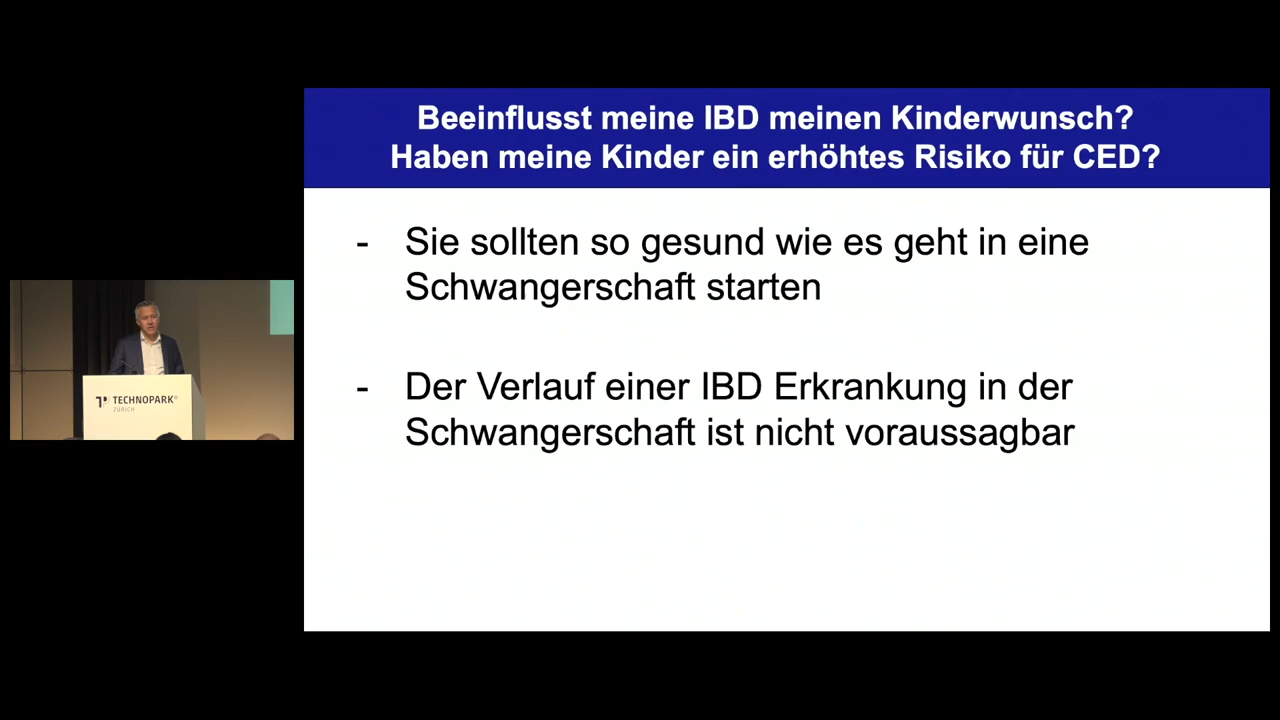 Beeinflusst meine IBD meinen Kinderwunsch?
Haben meine Kinder ein erhöhtes Risiko für CED?
- Sie sollten so gesund wie es geht in eine
Schwangerschaft starten
- Der Verlauf einer IBD Erkrankung in der
Schwangerschaft ist nicht voraussagbar
TECHNOPARK®
ZÜRICH